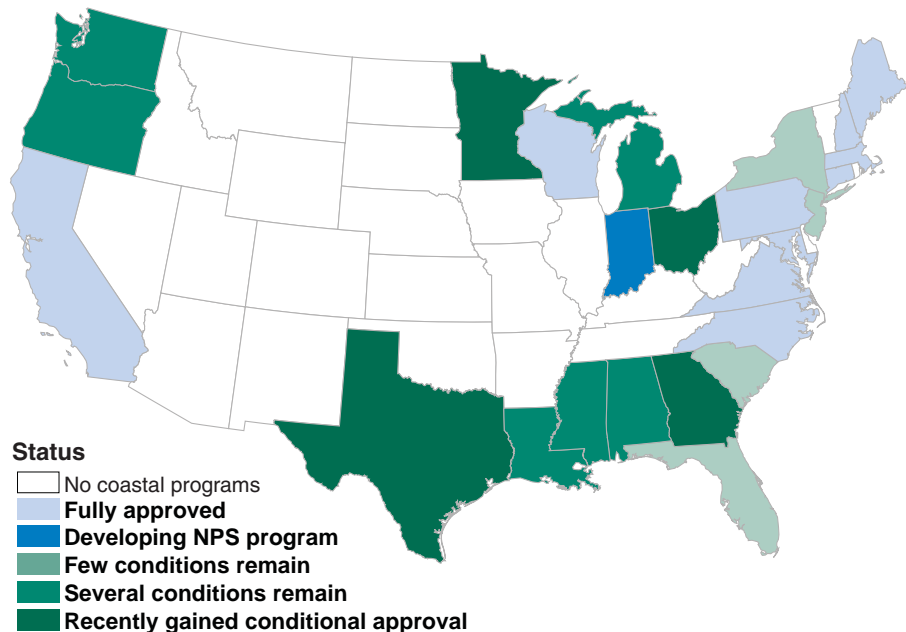 Status
No coastal programs
Fully approved
Developing NPS program
Few conditions remain
Several conditions remain
Recently gained conditional approval